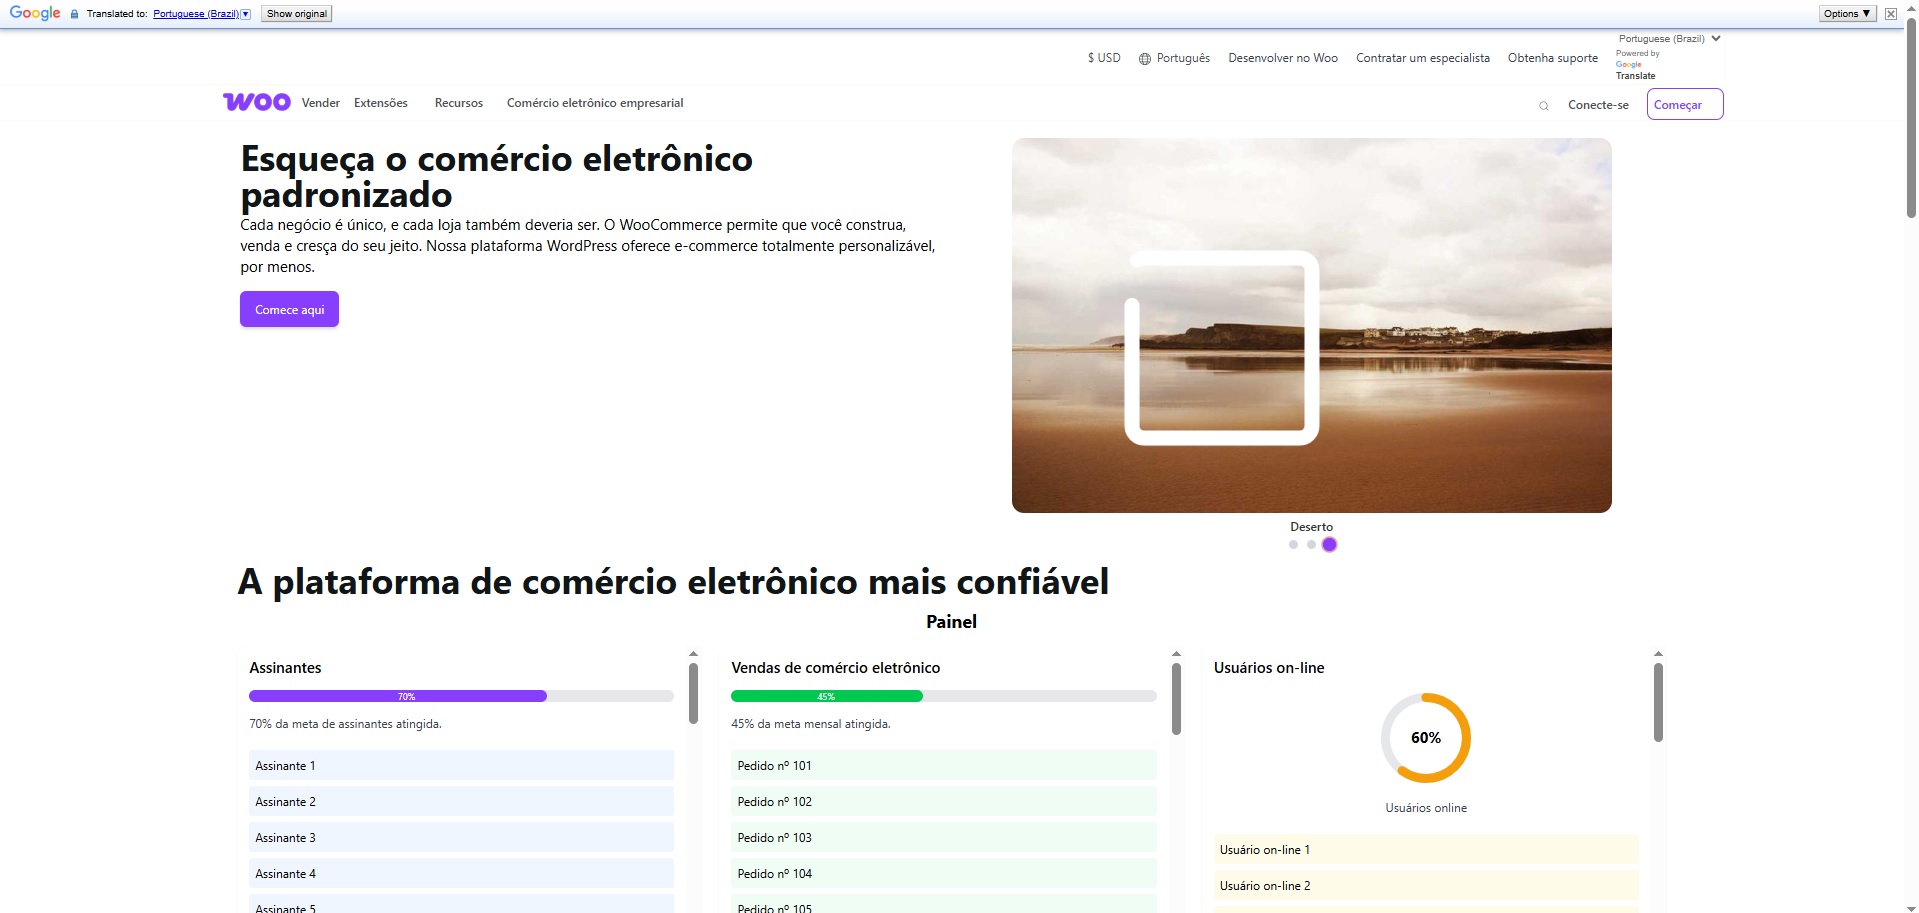 Google Translated to: Portuguese (Brazil)▼ Show original Options ▼
Portuguese (Brazil)
Powered by
Google
Translate
$ USD Português Desenvolver no Woo Contratar um especialista Obtenha suporte
WOO Vender Extensões Recursos Comércio eletrônico empresarial Conecte-se Começar
Esqueça o comércio eletrônico
padronizado
Cada negócio é único, e cada loja também deveria ser. O WooCommerce permite que você construa,
venda e cresça do seu jeito. Nossa plataforma WordPress oferece e-commerce totalmente personalizável,
por menos.
Comece aqui
Deserto
A plataforma de comércio eletrônico mais confiável
Painel
Assinantes
70%
70% da meta de assinantes atingida.
Assinante 1
Assinante 2
Assinante 3
Assinante 4
Assinante 5
Vendas de comércio eletrônico
45%
45% da meta mensal atingida.
Pedido nº 101
Pedido nº 102
Pedido nº 103
Pedido nº 104
Pedido nº 105
Usuários on-line
60%
Usuários online
Usuário on-line 1
Usuário on-line 2